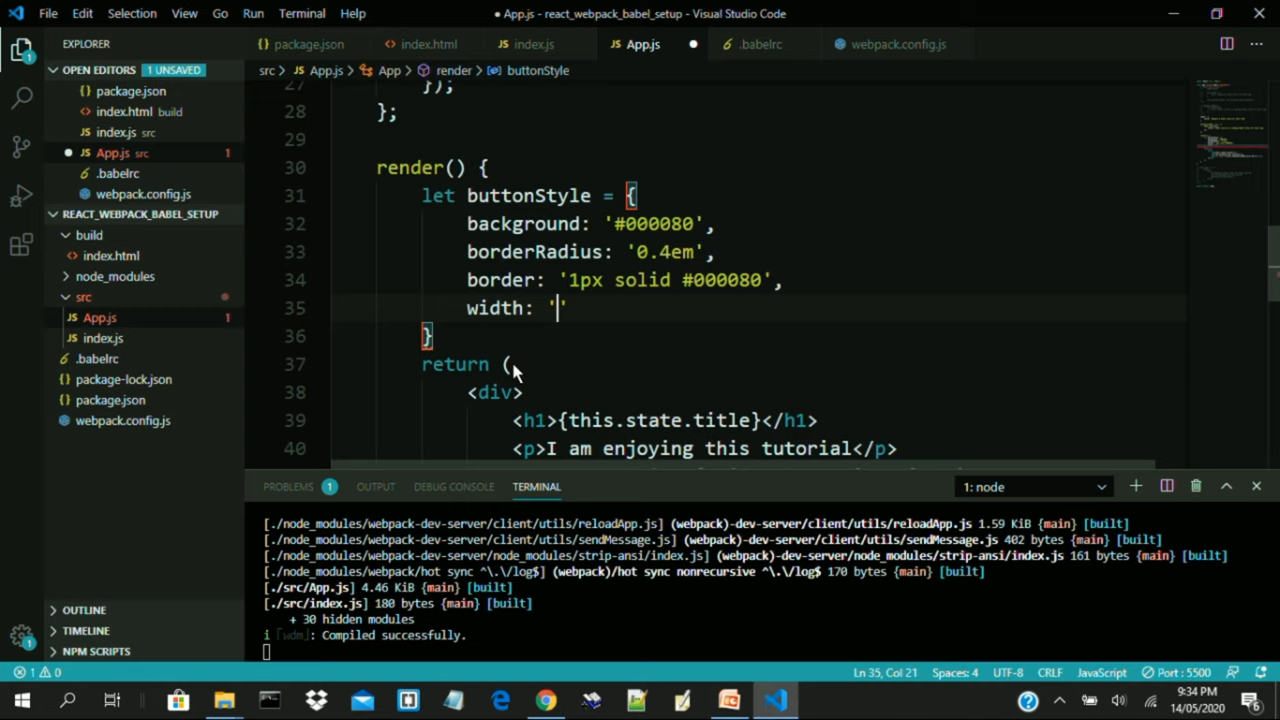 File Edit Selection View Go Run Terminal Help ● App.js - react_webpack_babel_setup - Visual Studio Code
EXPLORER
OPEN EDITORS 1 UNSAVED
{} package.json
<> index.html build
JS index.js src
● JS App.js src 1
.babelrc
webpack.config.js
REACT_WEBPACK_BABEL_SETUP
build
<> index.html
node_modules
src
JS App.js 1
JS index.js
.babelrc
{} package-lock.json
{} package.json
webpack.config.js
OUTLINE
TIMELINE
NPM SCRIPTS
{} package.json <> index.html JS index.js JS App.js ● .babelrc webpack.config.js
src > JS App.js > App > render > buttonStyle
27 });
28 };
29
30 render() {
31 let buttonStyle = {
32 background: '#000080',
33 borderRadius: '0.4em',
34 border: '1px solid #000080',
35 width: ''
36 }
37 return (
38 <div>
39 <h1>{this.state.title}</h1>
40 <p>I am enjoying this tutorial</p>
PROBLEMS 1 OUTPUT DEBUG CONSOLE TERMINAL 1: node
[./node_modules/webpack-dev-server/client/utils/reloadApp.js] (webpack)-dev-server/client/utils/reloadApp.js 1.59 KiB {main} [built]
[./node_modules/webpack-dev-server/client/utils/sendMessage.js] (webpack)-dev-server/client/utils/sendMessage.js 402 bytes {main} [built]
[./node_modules/webpack-dev-server/node_modules/strip-ansi/index.js] (webpack)-dev-server/node_modules/strip-ansi/index.js 161 bytes {main} [built]
[./node_modules/webpack/hot sync ^\.\/log$] (webpack)/hot sync nonrecursive ^\.\/log$ 170 bytes {main} [built]
[./src/App.js] 4.46 KiB {main} [built]
[./src/index.js] 180 bytes {main} [built]
+ 30 hidden modules
i ｢wdm｣: Compiled successfully.
1 0 Ln 35, Col 21 Spaces: 4 UTF-8 CRLF JavaScript Port : 5500
9:34 PM
14/05/2020
6